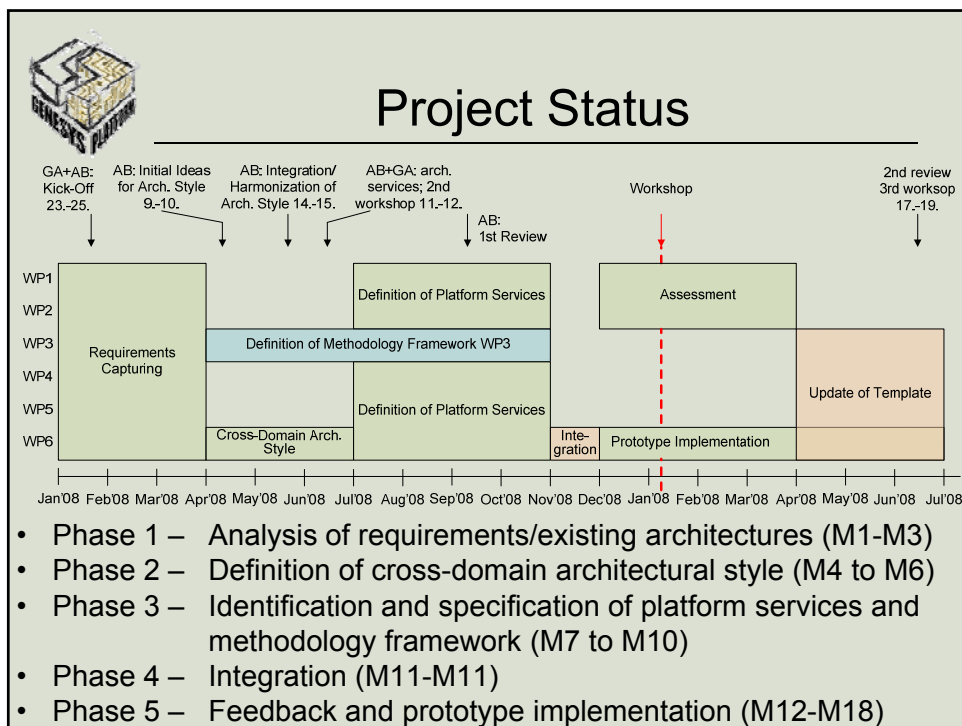 GENESYS PLATFORM
Project Status
GA+AB:
Kick-Off
23.-25.
AB: Initial Ideas
for Arch. Style
9.-10.
AB: Integration/
Harmonization of
Arch. Style 14.-15.
AB+GA: arch.
services; 2nd
workshop 11.-12.
AB:
1st Review
Workshop
2nd review
3rd worksop
17.-19.
WP1
WP2
WP3
WP4
WP5
WP6
Requirements
Capturing
Definition of Platform Services
Definition of Methodology Framework WP3
Definition of Platform Services
Cross-Domain Arch.
Style
Inte-
gration
Assessment
Prototype Implementation
Update of Template
Jan'08 Feb'08 Mar'08 Apr'08 May'08 Jun'08 Jul'08 Aug'08 Sep'08 Oct'08 Nov'08 Dec'08 Jan'08 Feb'08 Mar'08 Apr'08 May'08 Jun'08 Jul'08
• Phase 1 – Analysis of requirements/existing architectures (M1-M3)
• Phase 2 – Definition of cross-domain architectural style (M4 to M6)
• Phase 3 – Identification and specification of platform services and
methodology framework (M7 to M10)
• Phase 4 – Integration (M11-M11)
• Phase 5 – Feedback and prototype implementation (M12-M18)